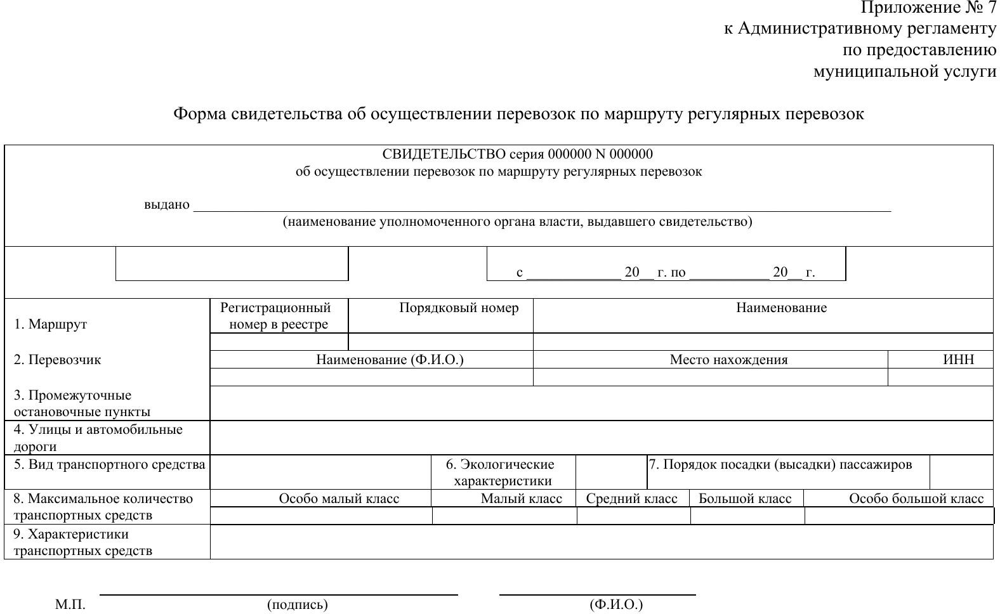 Приложение № 7
к Административному регламенту
по предоставлению
муниципальной услуги
Форма свидетельства об осуществлении перевозок по маршруту регулярных перевозок
СВИДЕТЕЛЬСТВО серия 000000 N 000000
об осуществлении перевозок по маршруту регулярных перевозок
выдано ____________________
(наименование уполномоченного органа власти, выдавшего свидетельство)
с _____________ 20__ г. по ___________ 20__ г.
1. Маршрут
Регистрационный
номер в реестре
Порядковый номер
Наименование
2. Перевозчик
Наименование (Ф.И.О.)
Место нахождения
ИНН
3. Промежуточные
остановочные пункты
4. Улицы и автомобильные
дороги
5. Вид транспортного средства
6. Экологические
характеристики
7. Порядок посадки (высадки) пассажиров
8. Максимальное количество
транспортных средств
Особо малый класс
Малый класс
Средний класс
Большой класс
Особо большой класс
9. Характеристики
транспортных средств
М.П.
(подпись)
(Ф.И.О.)